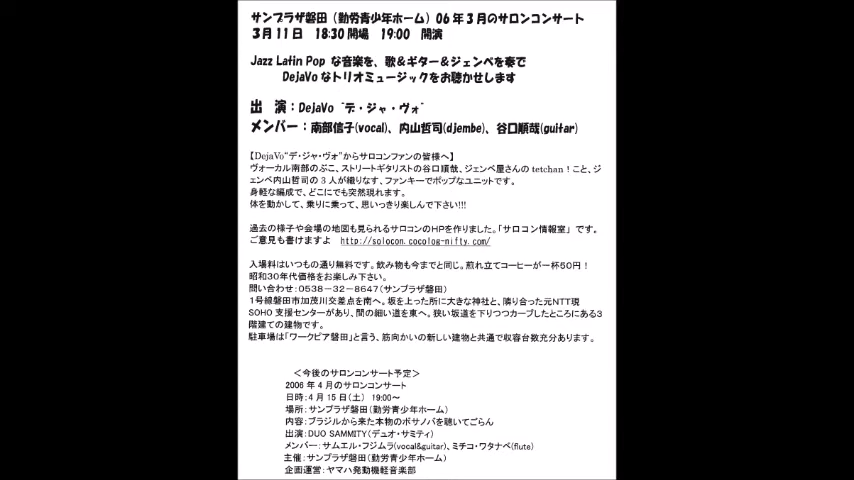 サンプラザ磐田（勤労青少年ホーム）06年3月のサロンコンサート
3月11日　18:30開場　19:00　開演
Jazz Latin Pop な音楽を、歌＆ギター＆ジェンベを奏で
DejaVo なトリオミュージックをお聴かせします
出　演：DejaVo ｀デ・ジャ・ヴォ´
メンバー：南部信子(vocal)、内山哲司(djembe)、谷口順哉(guitar)
【DejaVo“デ・ジャ・ヴォ”からサロコンファンの皆様へ】
ヴォーカル南部のぶこ、ストリートギタリストの谷口順哉、ジェンベ屋さんの tetchan！こと、ジ
ェンベ内山哲司の3人が織りなす、ファンキーでポップなユニットです。
身軽な編成で、どこにでも突然現れます。
体を動かして、乗りに乗って、思いっきり楽しんで下さい!!!
過去の様子や会場の地図も見られるサロコンのHPを作りました。「サロコン情報室」です。
ご意見も書けますよ　http://solocon.cocolog-nifty.com/
入場料はいつもの通り無料です。飲み物も今までと同じ。煎れ立てコーヒーが一杯50円！
昭和30年代価格をお楽しみ下さい。
問い合わせ：0538－32－8647（サンプラザ磐田）
1号線磐田市加茂川交差点を南へ。坂を上った所に大きな神社と、隣り合った元NTT現
SOHO支援センターがあり、間の細い道を東へ。狭い坂道を下りつつカーブしたところにある3
階建ての建物です。
駐車場は「ワークピア磐田」と言う、筋向かいの新しい建物と共通で収容台数充分あります。
＜今後のサロンコンサート予定＞
2006年4月のサロンコンサート
日時：4月15日（土）　19:00～
場所：サンプラザ磐田（勤労青少年ホーム）
内容：ブラジルから来た本物のボサノバを聴いてごらん
出演：DUO SAMMITY（デュオ・サミティ）
メンバー：サムエル・フジムラ(vocal&guitar)、ミチコ・ワタナベ(flute)
主催：サンプラザ磐田（勤労青少年ホーム）
企画運営：ヤマハ発動機軽音楽部